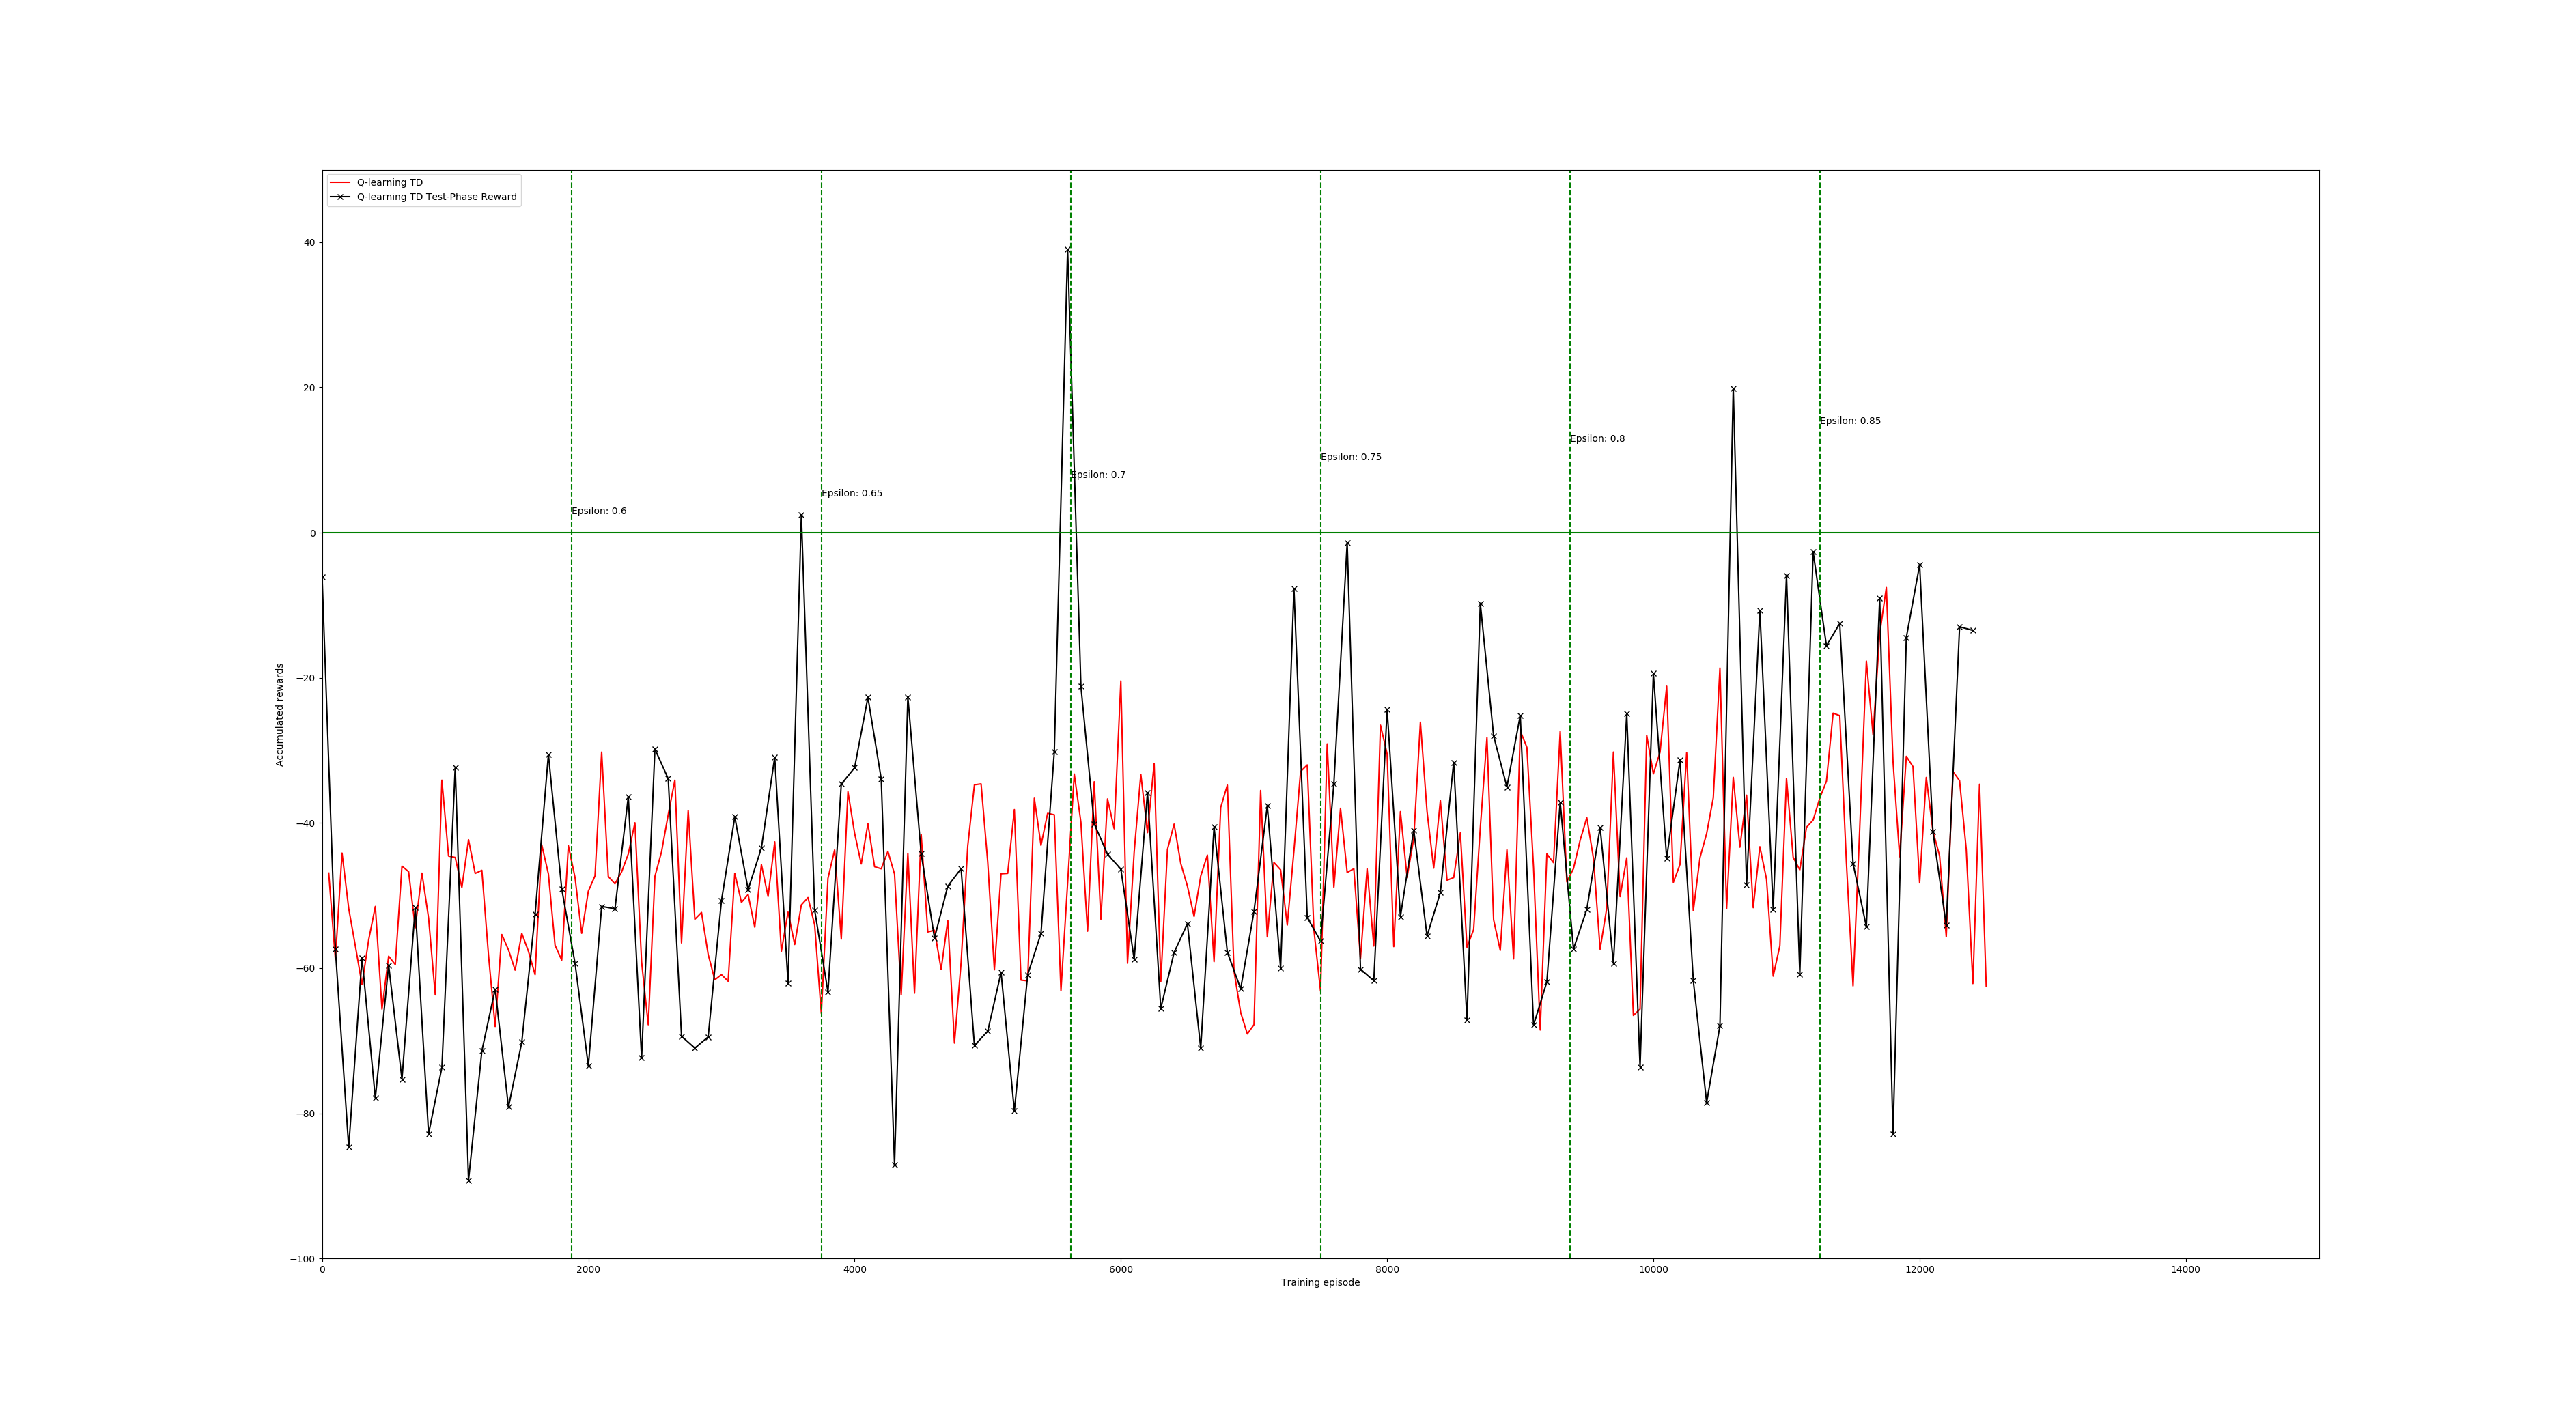 Q-learning TD
Q-learning TD Test-Phase Reward
40
20
Epsilon: 0.85
Epsilon: 0.8
Epsilon: 0.75
Epsilon: 0.7
Epsilon: 0.65
Epsilon: 0.6
0
−20
Accumulated rewards
−40
−60
−80
−100
0
2000
4000
6000
8000
10000
12000
14000
Training episode